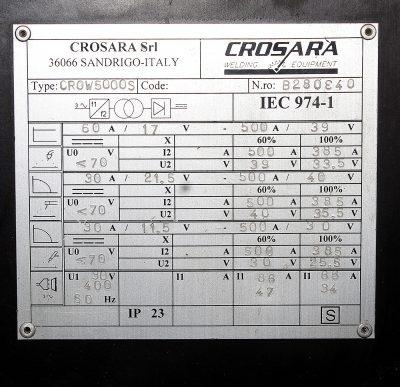 CROSARA Srl
36066 SANDRIGO-ITALY
CROSARA
WELDING EQUIPMENT
Type: CROW5000S Code: N.ro: B280E40
3~ f1 f2 IEC 974-1
60 A / 17 V - 500 A / 39 V
X 60% 100%
U0 V I2 A 500 A 385 A
≤70 U2 V 39 V 33.5 V
30 A / 21.5 V - 500 A / 40 V
X 60% 100%
U0 V I2 A 500 A 385 A
≤70 U2 V 40 V 35.5 V
30 A / 11.5 V - 500 A / 30 V
X 60% 100%
U0 V I2 A 500 A 385 A
≤70 U2 V 30 V 25.5 V
U1 V I1 A I1 A
400 47 34
50 Hz
IP 23 S